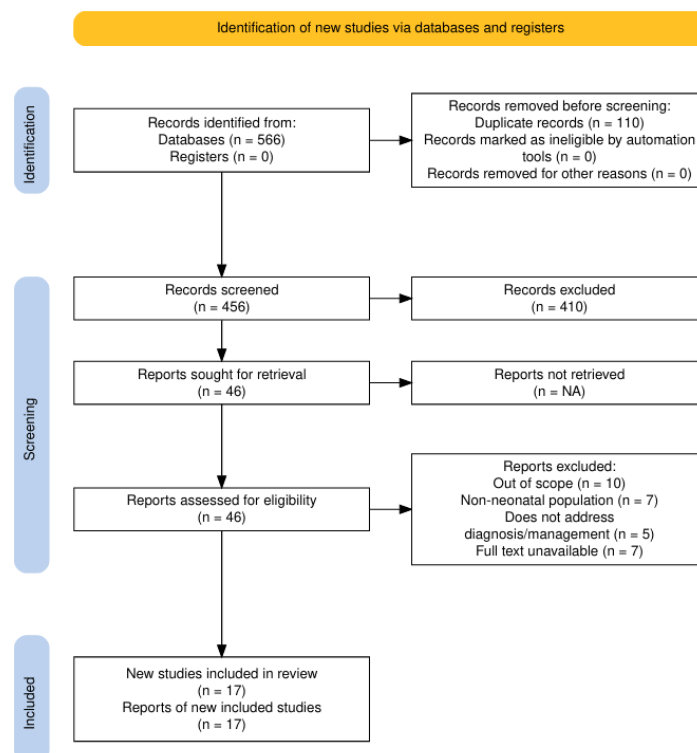 Identification of new studies via databases and registers
Identification
Records identified from:
Databases (n = 566)
Registers (n = 0)
Records removed before screening:
Duplicate records (n = 110)
Records marked as ineligible by automation
tools (n = 0)
Records removed for other reasons (n = 0)
Screening
Records screened
(n = 456)
Records excluded
(n = 410)
Reports sought for retrieval
(n = 46)
Reports not retrieved
(n = NA)
Reports assessed for eligibility
(n = 46)
Reports excluded:
Out of scope (n = 10)
Non-neonatal population (n = 7)
Does not address
diagnosis/management (n = 5)
Full text unavailable (n = 7)
Included
New studies included in review
(n = 17)
Reports of new included studies
(n = 17)